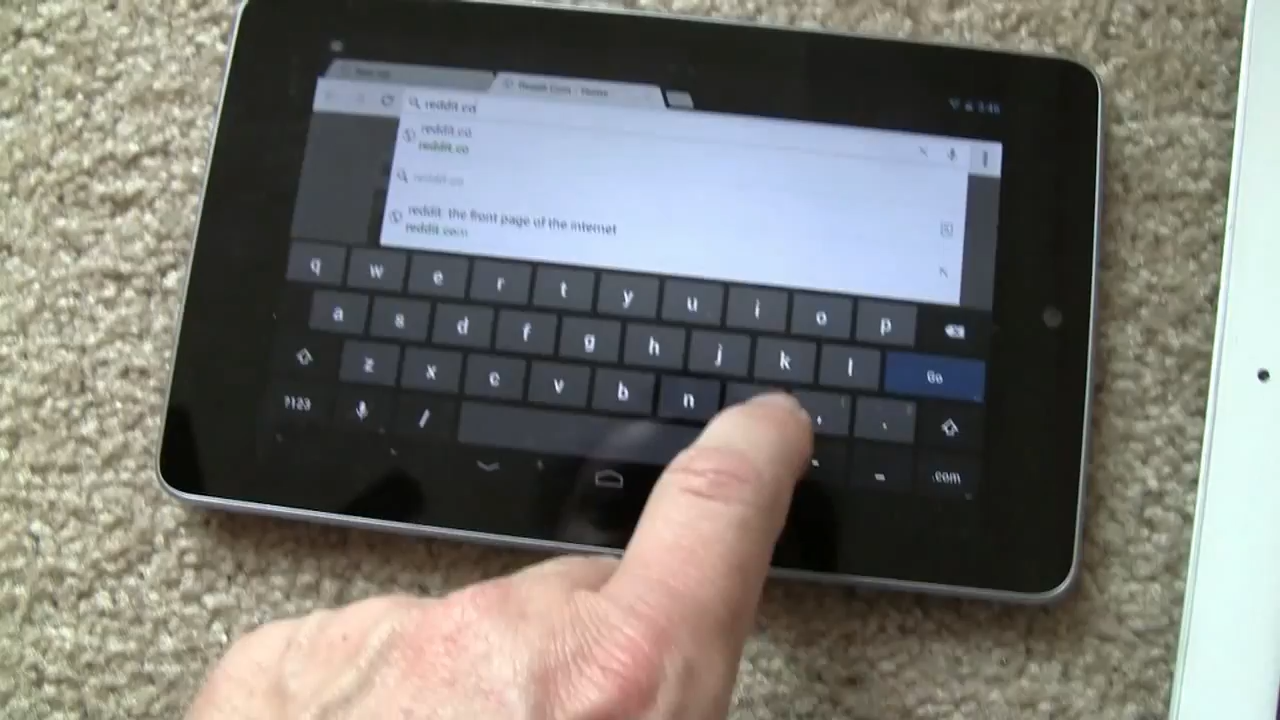 reddit.co
reddit.co
reddit.co
reddit.co
reddit: the front page of the internet
reddit.com
q w e r t y u i o p
a s d f g h j k l Go
z x c v b n , .
?123 / - _ .com